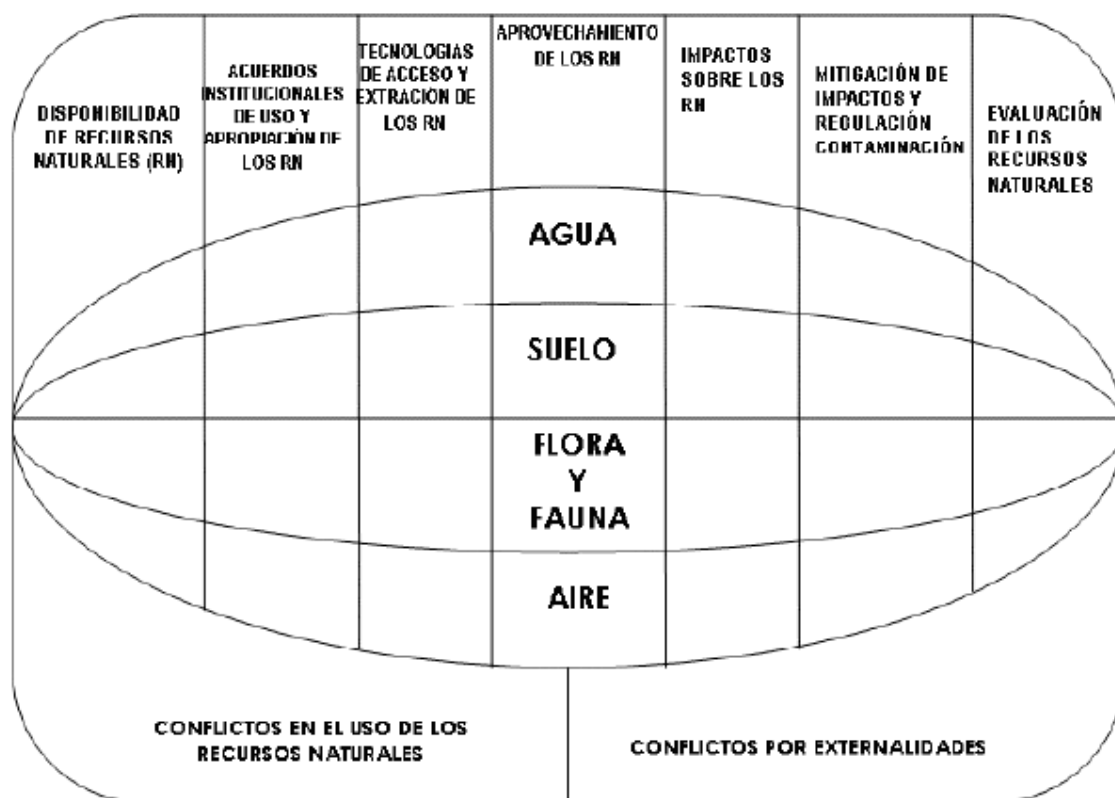 DISPONIBILIDAD
DE RECURSOS
NATURALES (RN)
ACUERDOS
INSTITUCIONALES
DE USO Y
APROPIACIÓN DE
LOS RN
TECNOLOGIAS
DE ACCESO Y
EXTRACIÓN DE
LOS RN
APROVECHAMIENTO
DE LOS RN
IMPACTOS
SOBRE LOS
RN
MITIGACIÓN DE
IMPACTOS Y
REGULACIÓN
CONTAMINACIÓN
EVALUACIÓN
DE LOS
RECURSOS
NATURALES
AGUA
SUELO
FLORA
Y
FAUNA
AIRE
CONFLICTOS EN EL USO DE LOS
RECURSOS NATURALES
CONFLICTOS POR EXTERNALIDADES